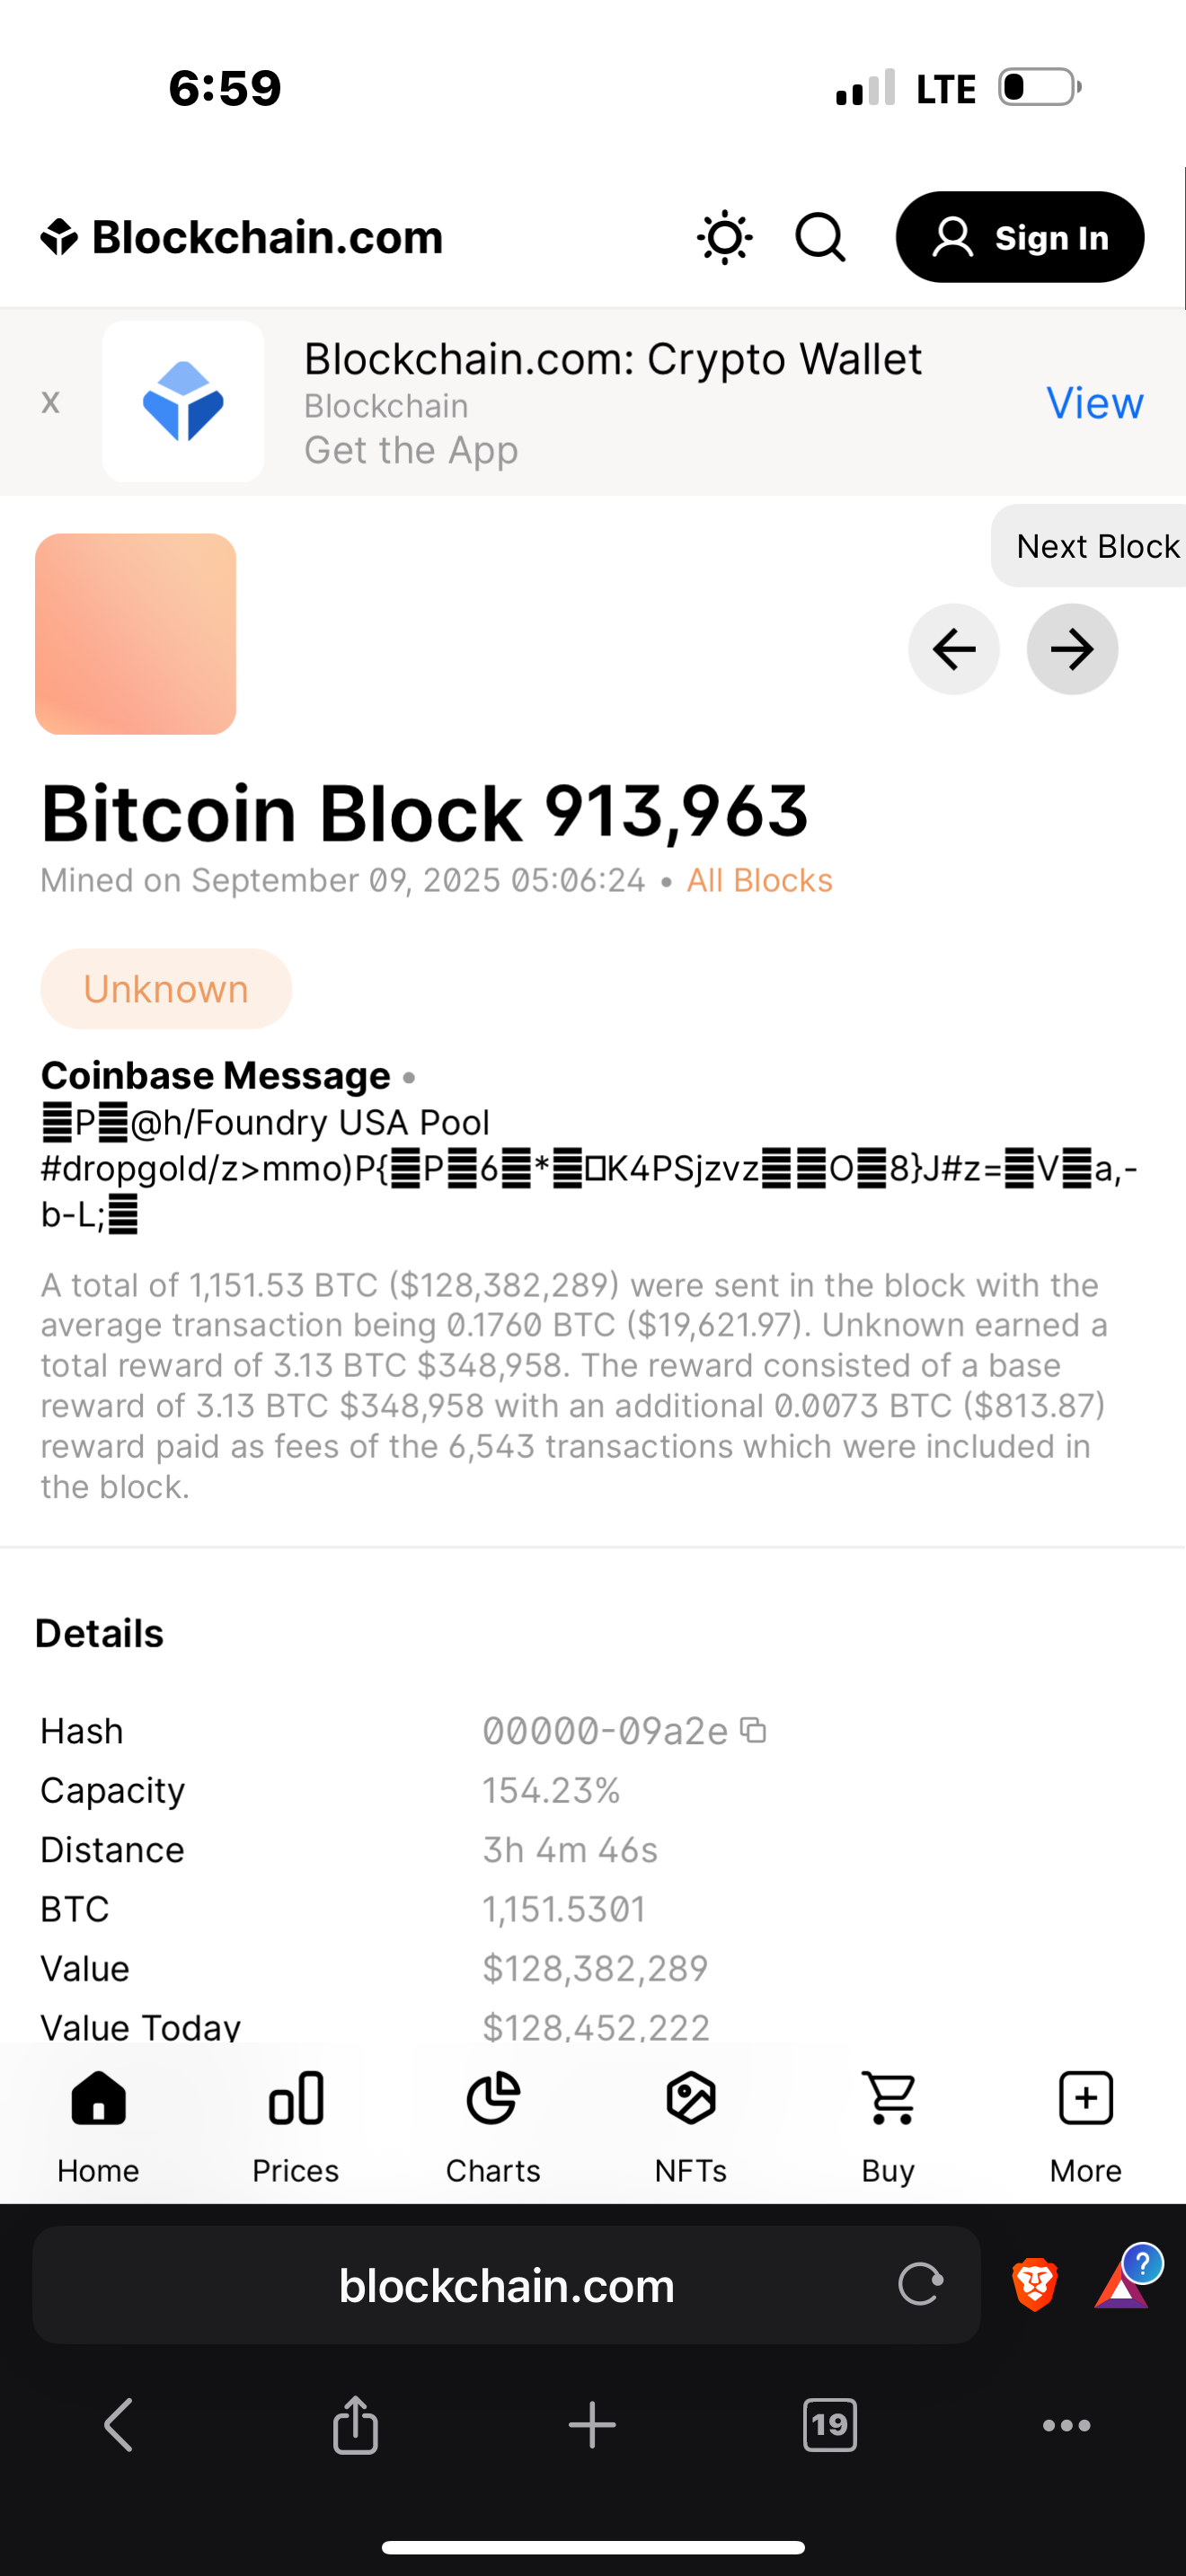 6:59
LTE
Blockchain.com
Sign In
x
Blockchain.com: Crypto Wallet
Blockchain
Get the App
View
Next Block
Bitcoin Block 913,963
Mined on September 09, 2025 05:06:24 • All Blocks
Unknown
Coinbase Message •
䷀P䷀@h/Foundry USA Pool
#dropgold/z>mmo)P{䷀P䷀6䷀*䷀□K4PSjzvz䷀䷀O䷀8}J#z=䷀V䷀a,-
b-L;䷀
A total of 1,151.53 BTC ($128,382,289) were sent in the block with the
average transaction being 0.1760 BTC ($19,621.97). Unknown earned a
total reward of 3.13 BTC $348,958. The reward consisted of a base
reward of 3.13 BTC $348,958 with an additional 0.0073 BTC ($813.87)
reward paid as fees of the 6,543 transactions which were included in
the block.
Details
Hash 00000-09a2e
Capacity 154.23%
Distance 3h 4m 46s
BTC 1,151.5301
Value $128,382,289
Value Today $128,452,222
Home Prices Charts NFTs Buy More
blockchain.com
?
19